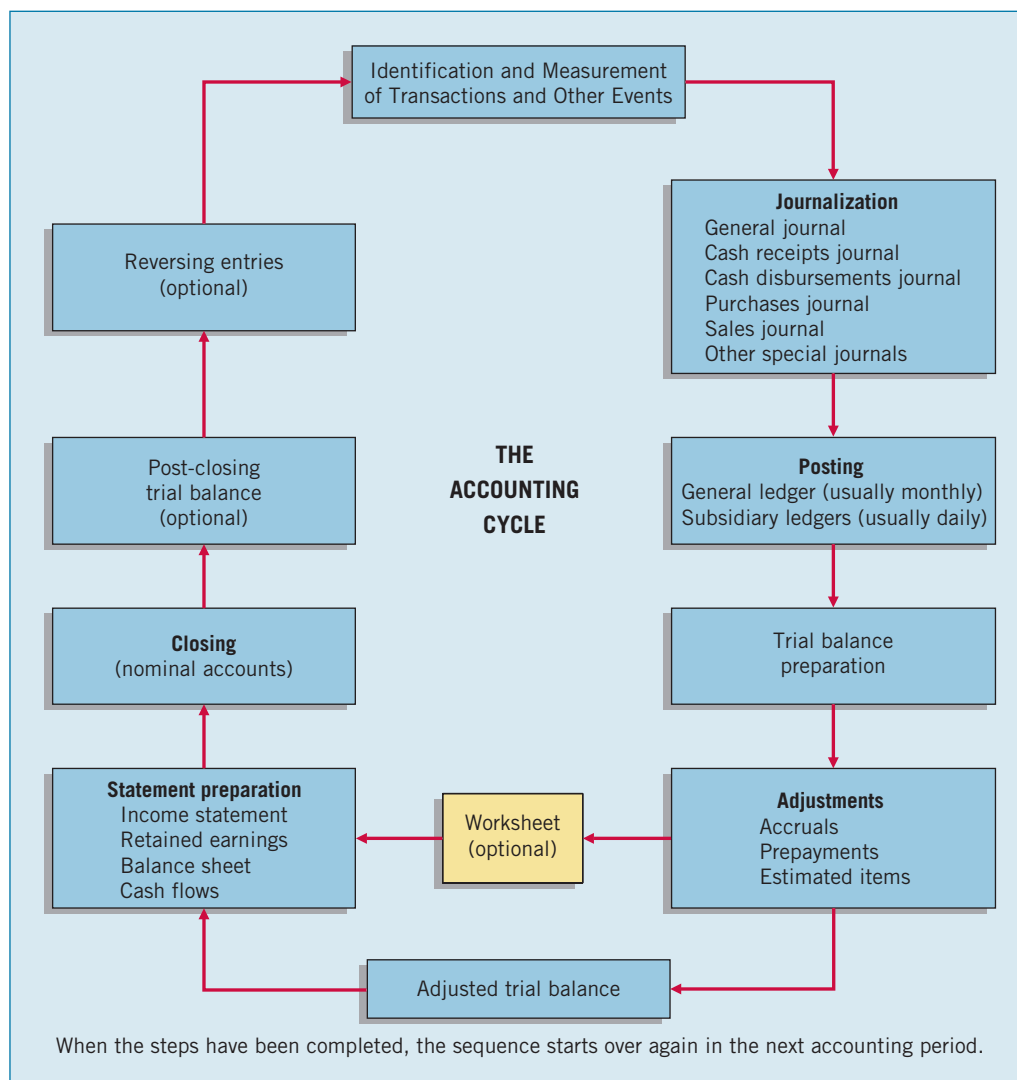 Identification and Measurement
of Transactions and Other Events
Journalization
General journal
Cash receipts journal
Cash disbursements journal
Purchases journal
Sales journal
Other special journals
Posting
General ledger (usually monthly)
Subsidiary ledgers (usually daily)
Trial balance
preparation
Adjustments
Accruals
Prepayments
Estimated items
Adjusted trial balance
Worksheet
(optional)
Statement preparation
Income statement
Retained earnings
Balance sheet
Cash flows
Closing
(nominal accounts)
Post-closing
trial balance
(optional)
Reversing entries
(optional)
THE
ACCOUNTING
CYCLE
When the steps have been completed, the sequence starts over again in the next accounting period.